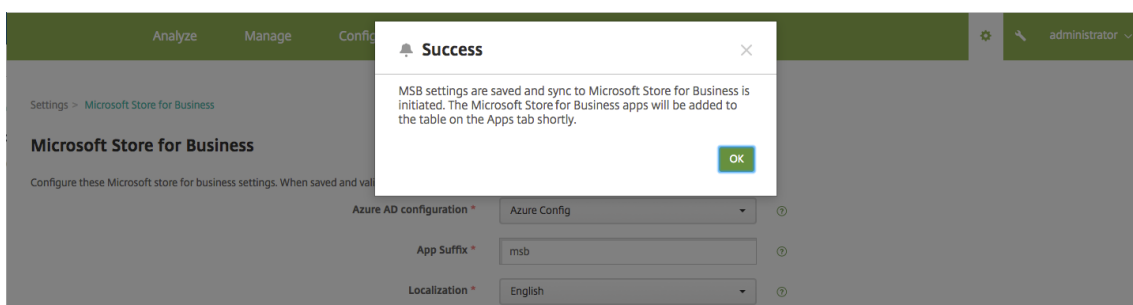 Analyze Manage Config administrator
Success
MSB settings are saved and sync to Microsoft Store for Business is
initiated. The Microsoft Store for Business apps will be added to
the table on the Apps tab shortly.
OK
Settings > Microsoft Store for Business
Microsoft Store for Business
Configure these Microsoft store for business settings. When saved and vali
Azure AD configuration * Azure Config
App Suffix * msb
Localization * English